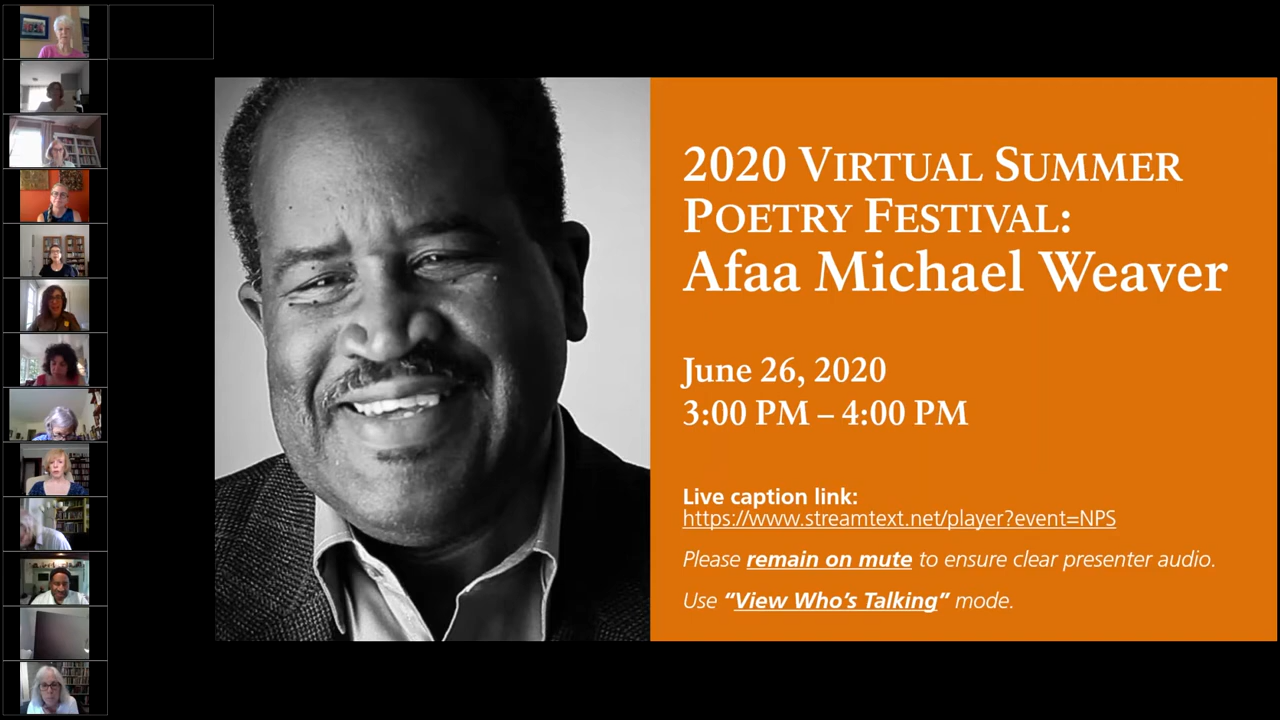 2020 Virtual Summer
Poetry Festival:
Afaa Michael Weaver
June 26, 2020
3:00 PM – 4:00 PM
Live caption link:
https://www.streamtext.net/player?event=NPS
Please remain on mute to ensure clear presenter audio.
Use “View Who’s Talking” mode.